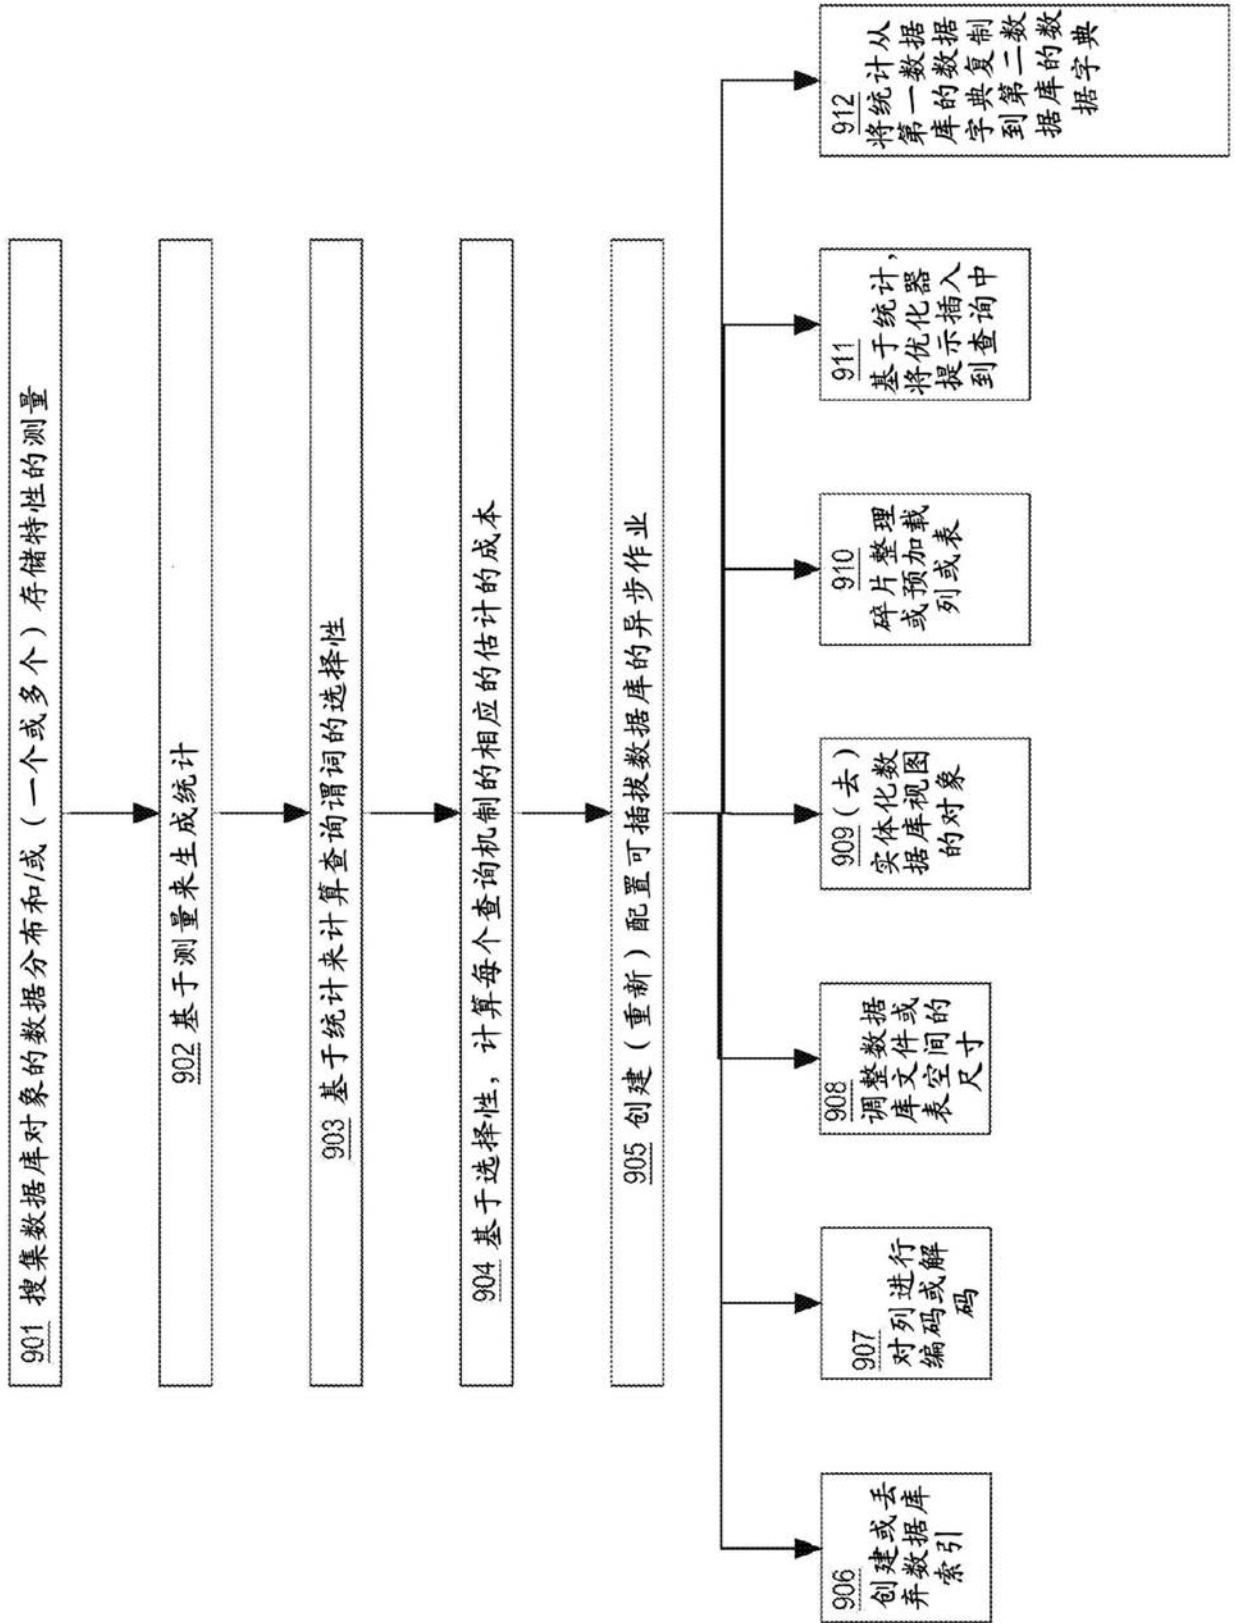 901 搜集数据库对象的数据分布和/或（一个或多个）存储特性的测量
902 基于测量来生成统计
903 基于统计来计算查询谓词的选择性
904 基于选择性，计算每个查询机制的相应的估计的成本
905 创建（重新）配置可插拔数据库的异步作业
906
创建或丢
弃数据库
索引
907
对列进行
编码或解
码
908
调整数据
库文件或
表空间的
尺寸
909（去）
实体化数
据库视图
的对象
910
碎片整理
或预加载
列或表
911
基于统计，
将优化器
提示插入
到查询中
912
将统计从
第一数据
库的数据
字典复制
到第二数
据库的数
据字典